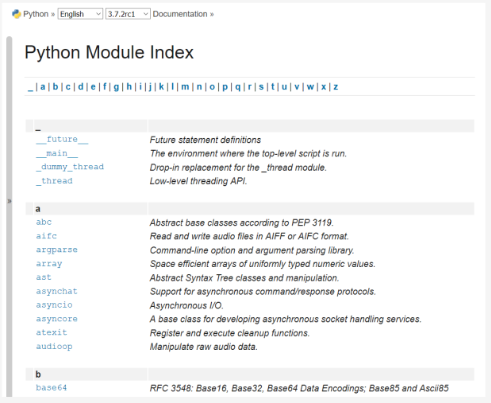 Python » English 3.7.2rc1 Documentation »
Python Module Index
_ | a | b | c | d | e | f | g | h | i | j | k | l | m | n | o | p | q | r | s | t | u | v | w | x | z
_
__future__ Future statement definitions
__main__ The environment where the top-level script is run.
_dummy_thread Drop-in replacement for the _thread module.
_thread Low-level threading API.
a
abc Abstract base classes according to PEP 3119.
aifc Read and write audio files in AIFF or AIFC format.
argparse Command-line option and argument parsing library.
array Space efficient arrays of uniformly typed numeric values.
ast Abstract Syntax Tree classes and manipulation.
asynchat Support for asynchronous command/response protocols.
asyncio Asynchronous I/O.
asyncore A base class for developing asynchronous socket handling services.
atexit Register and execute cleanup functions.
audioop Manipulate raw audio data.
b
base64 RFC 3548: Base16, Base32, Base64 Data Encodings; Base85 and Ascii85